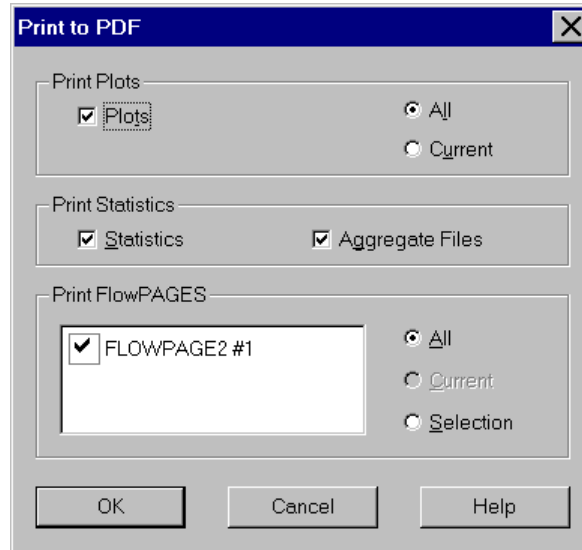 Print to PDF
Print Plots
Plots
All
Current
Print Statistics
Statistics
Aggregate Files
Print FlowPAGES
FLOWPAGE2 #1
All
Current
Selection
OK
Cancel
Help